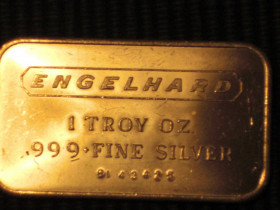 ENGELHARD
1 TROY OZ.
.999+FINE SILVER